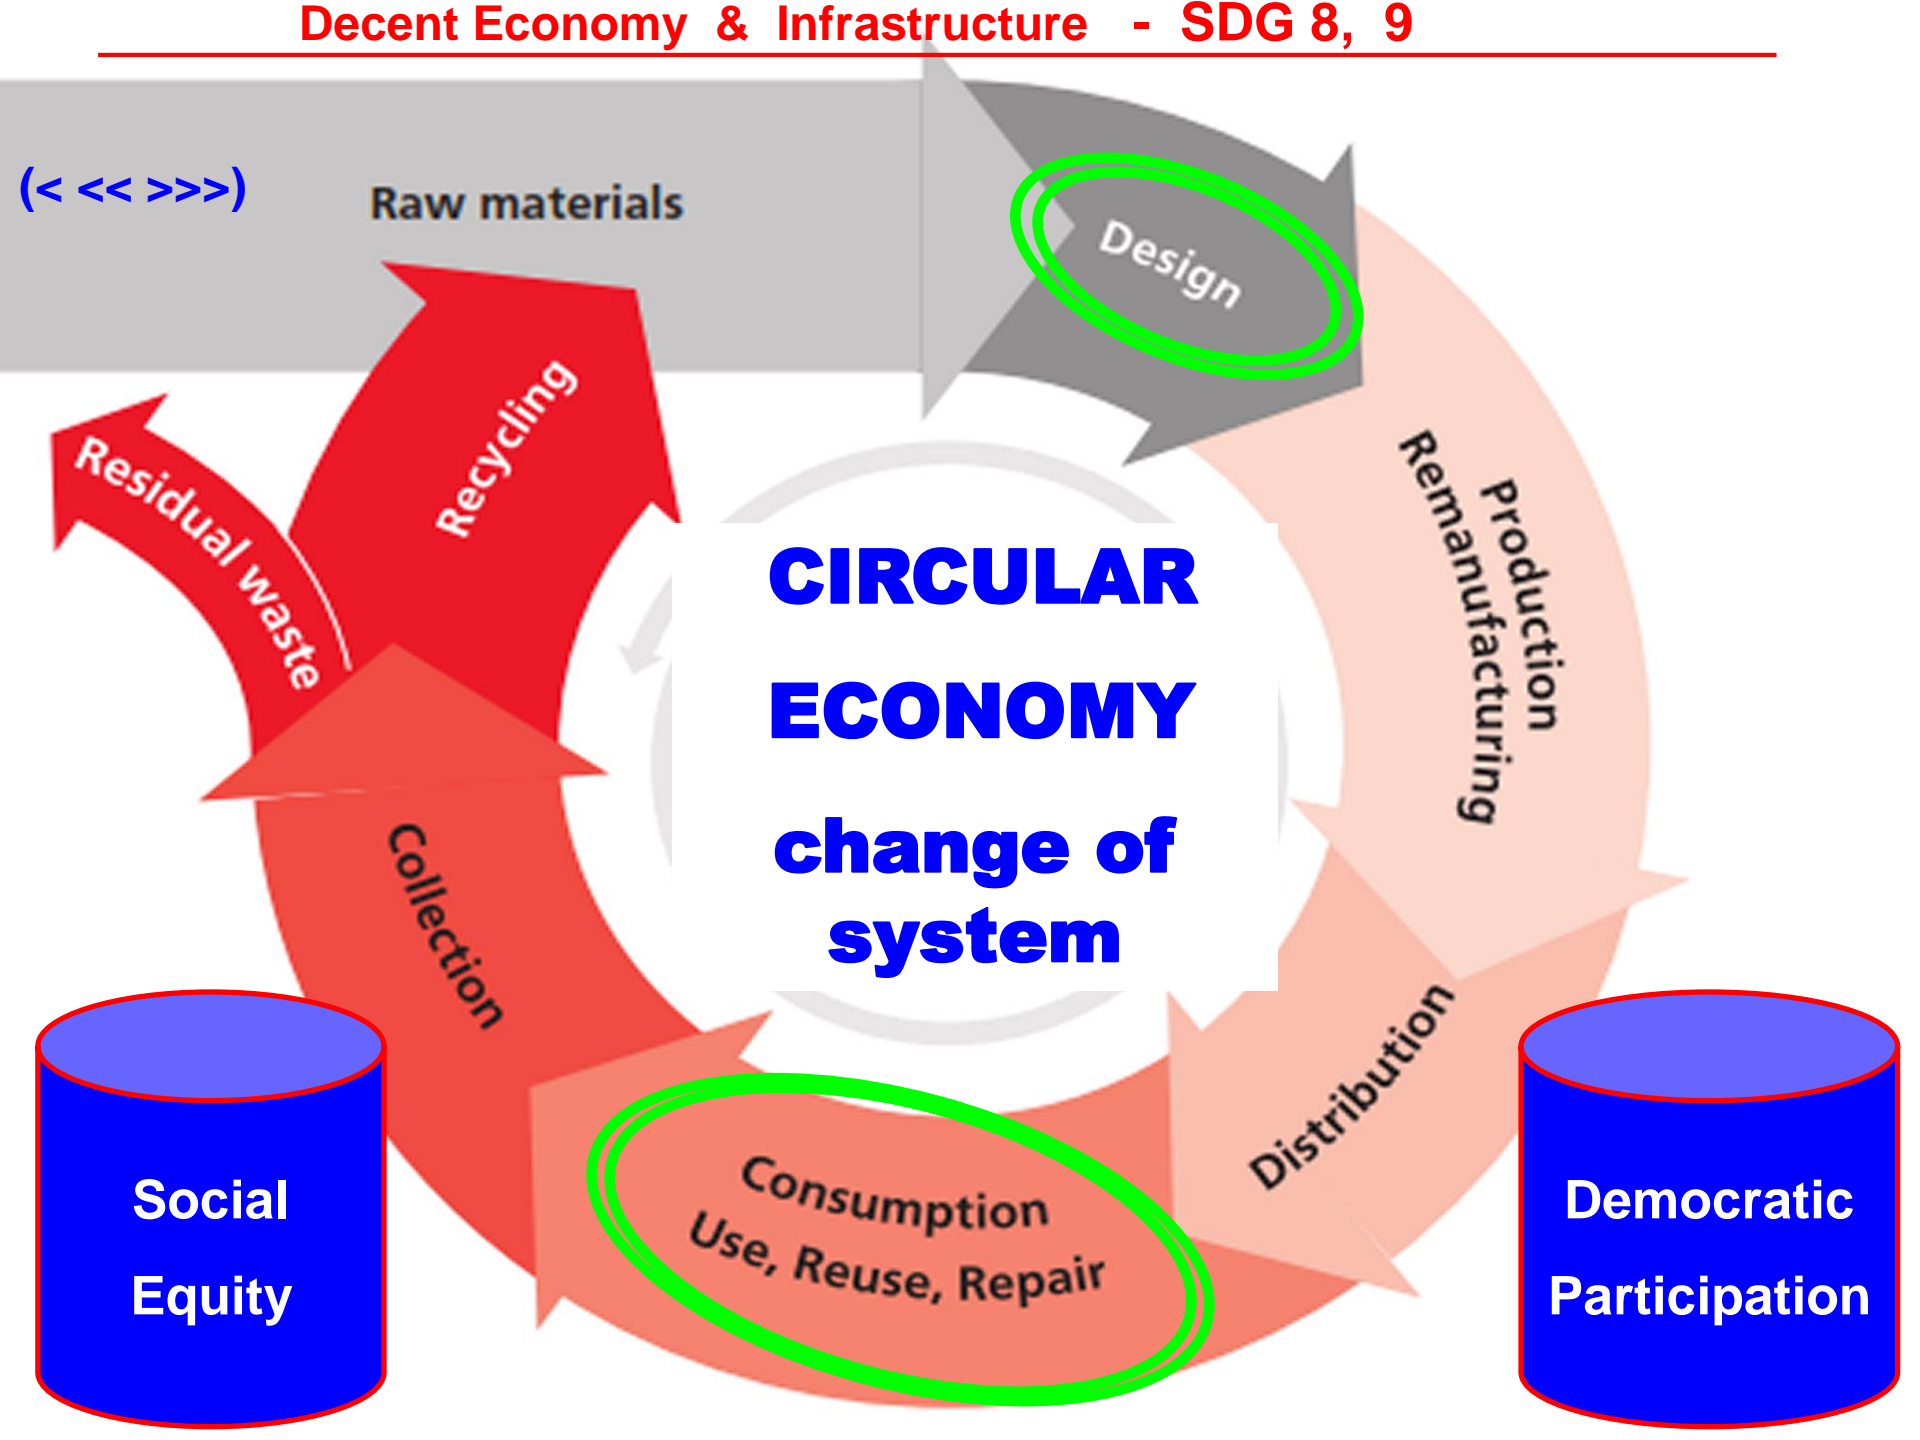 Decent Economy & Infrastructure - SDG 8, 9
(< << >>>)
Raw materials
Design
Recycling
Residual waste
Production
Remanufacturing
CIRCULAR
ECONOMY
change of
system
Collection
Distribution
Consumption
Use, Reuse, Repair
Social
Equity
Democratic
Participation